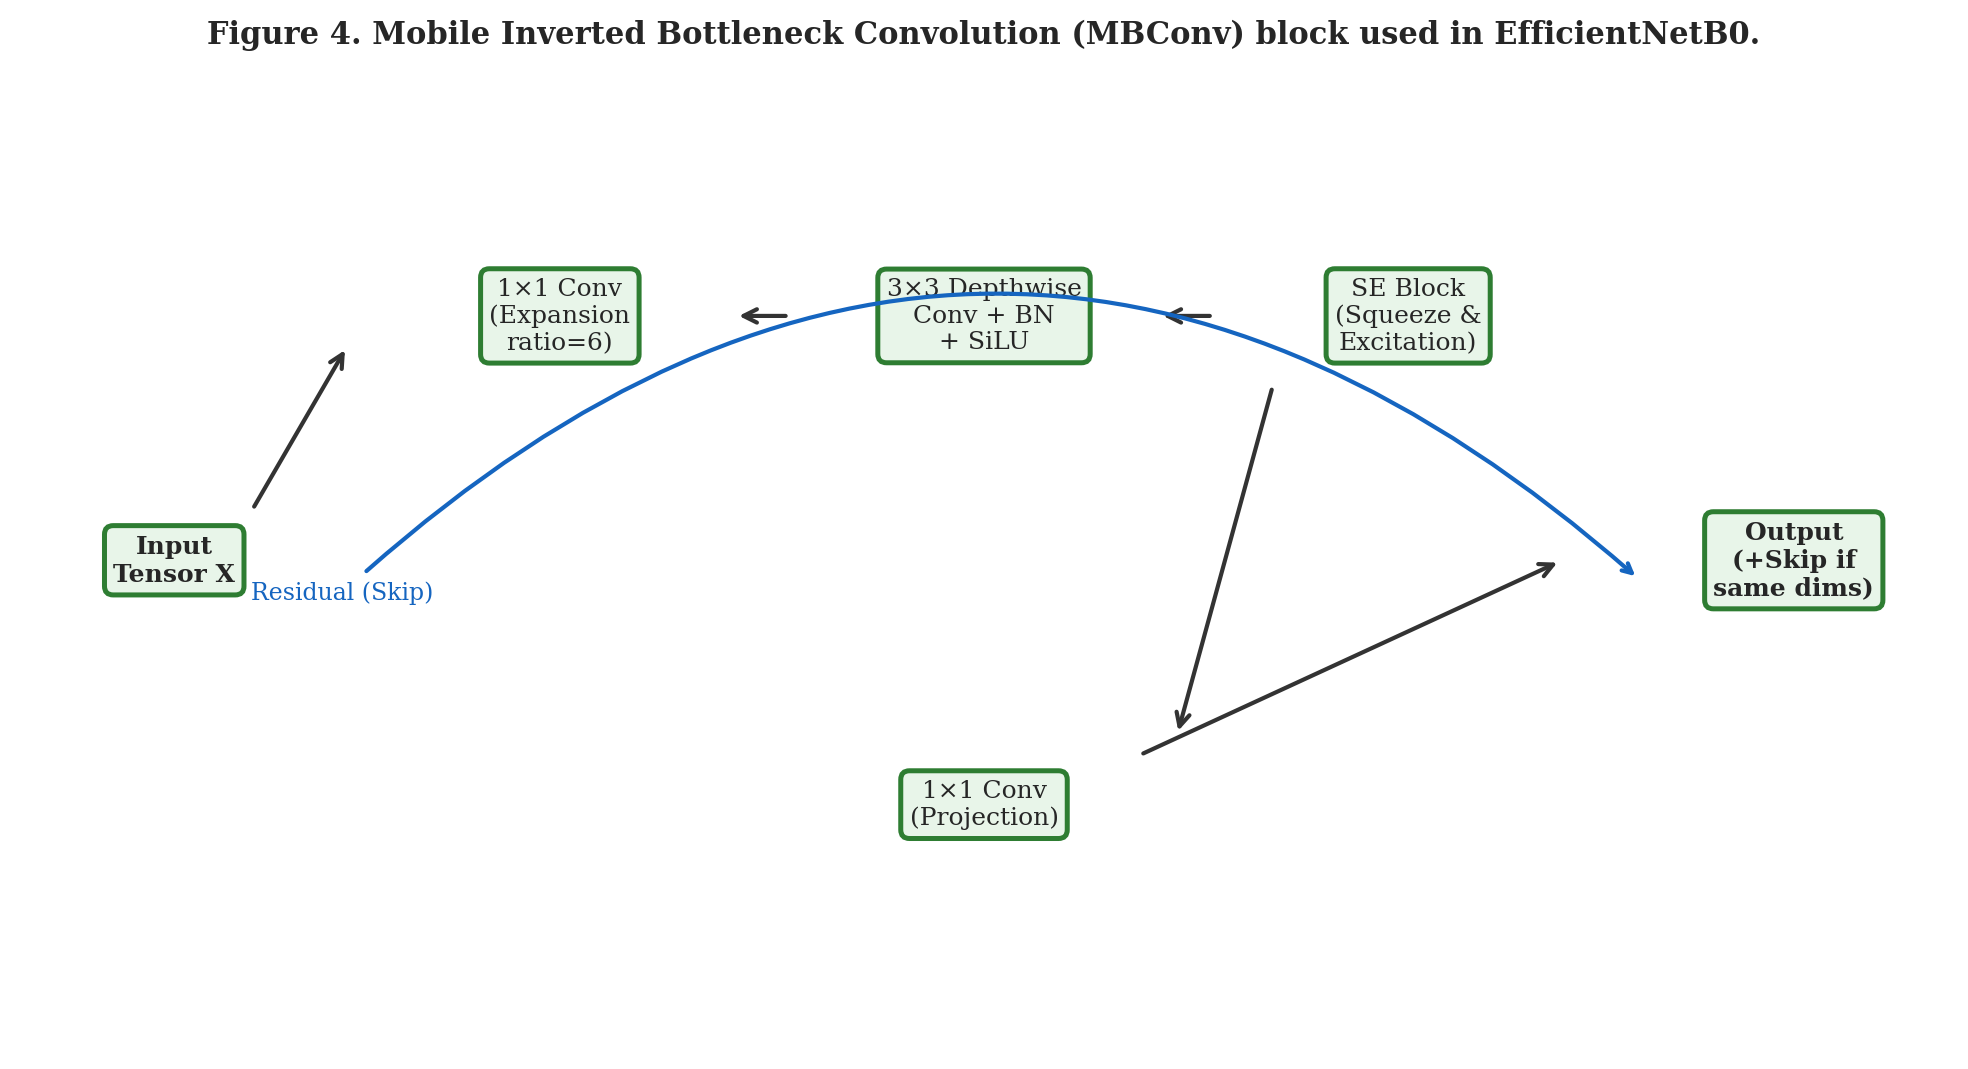 Figure 4. Mobile Inverted Bottleneck Convolution (MBConv) block used in EfficientNetB0.
1×1 Conv
(Expansion
ratio=6)
3×3 Depthwise
Conv + BN
+ SiLU
SE Block
(Squeeze &
Excitation)
Input
Tensor X
Residual (Skip)
Output
(+Skip if
same dims)
1×1 Conv
(Projection)